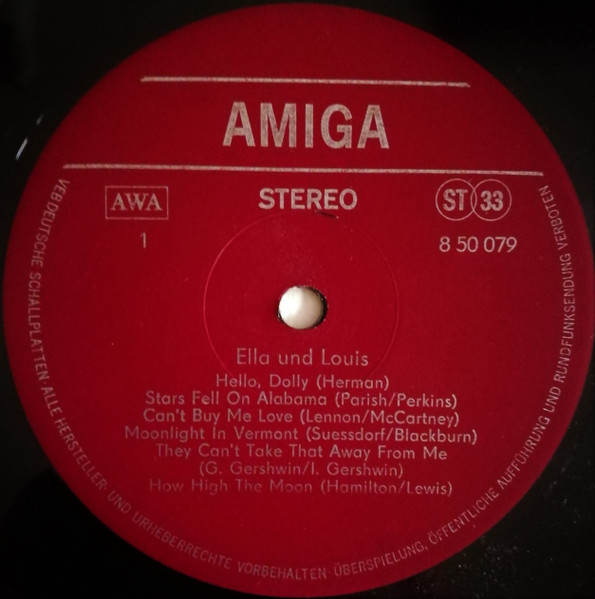 AMIGA
AWA
STEREO
ST 33
1
8 50 079
Ella und Louis
Hello, Dolly (Herman)
Stars Fell On Alabama (Parish/Perkins)
Can't Buy Me Love (Lennon/McCartney)
Moonlight In Vermont (Suessdorf/Blackburn)
They Can't Take That Away From Me
(G. Gershwin/I. Gershwin)
How High The Moon (Hamilton/Lewis)
VEB DEUTSCHE SCHALLPLATTEN · ALLE HERSTELLER- UND URHEBERRECHTE VORBEHALTEN · ÜBERSPIELUNG, ÖFFENTLICHE AUFFÜHRUNG UND RUNDFUNKSENDUNG VERBOTEN